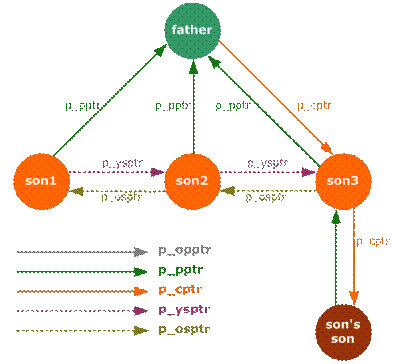 father
p_pptr
p_pptr
p_pptr
p_cptr
son1
p_ysptr
p_osptr
son2
p_ysptr
p_osptr
son3
p_cptr
p_opptr
p_pptr
p_cptr
p_ysptr
p_osptr
son's
son